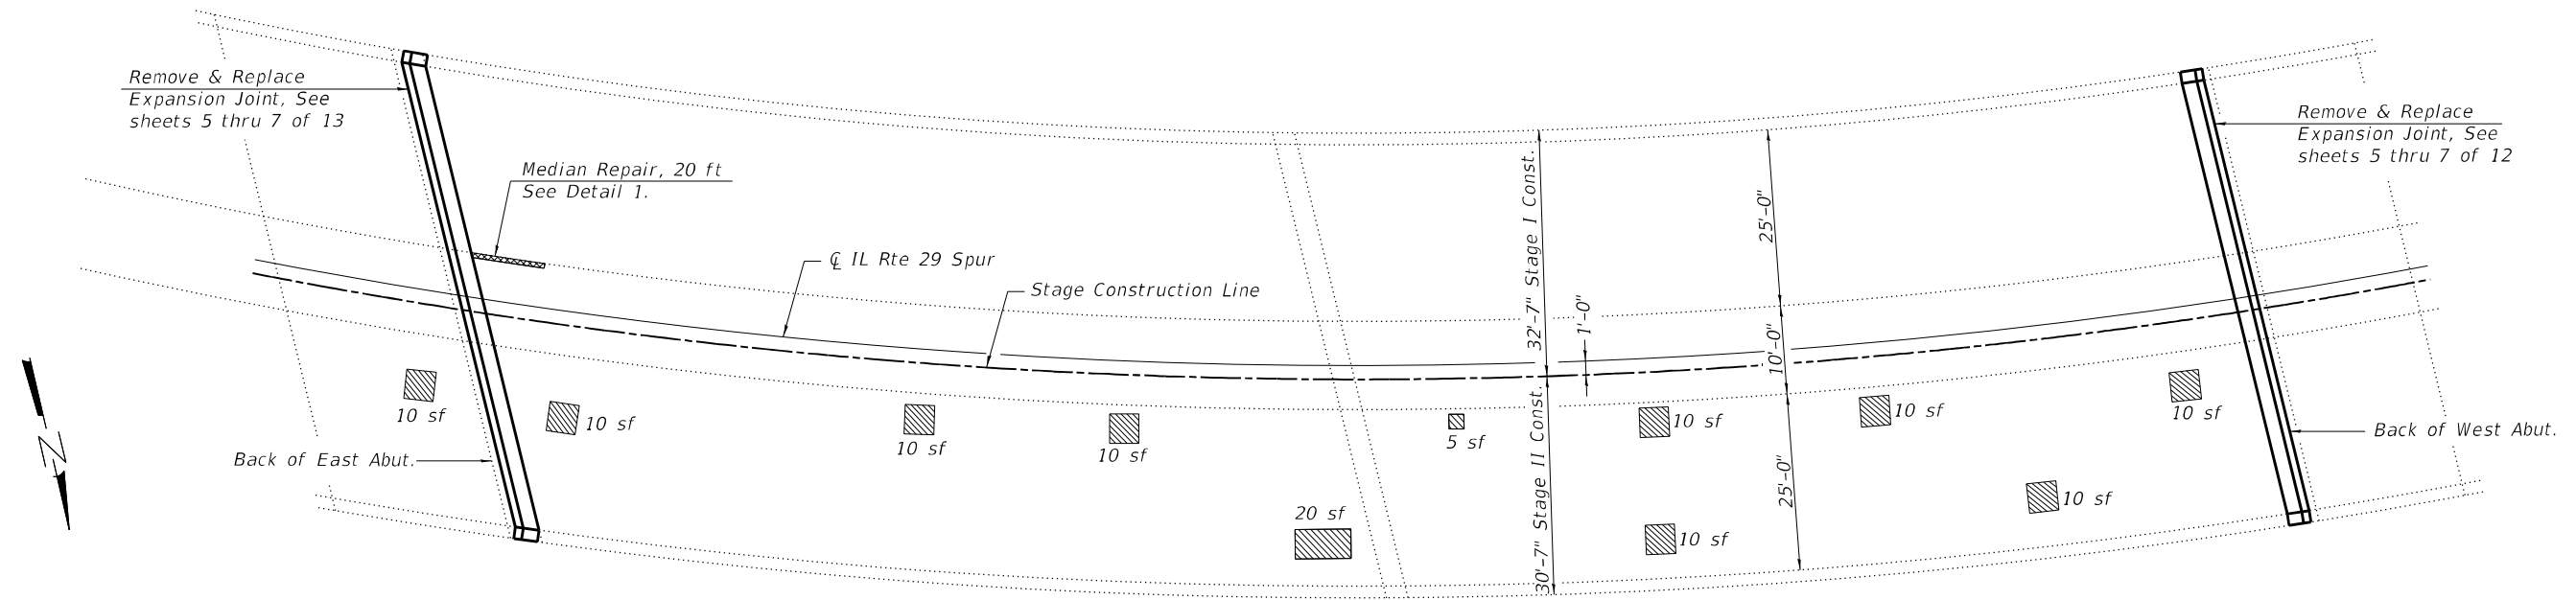 Remove & Replace
Expansion Joint, See
sheets 5 thru 7 of 13
Median Repair, 20 ft
See Detail 1.
℄ IL Rte 29 Spur
Stage Construction Line
32'-7" Stage I Const.
30'-7" Stage II Const.
1'-0"
25'-0"
10'-0"
25'-0"
Remove & Replace
Expansion Joint, See
sheets 5 thru 7 of 12
10 sf
10 sf
10 sf
10 sf
5 sf
10 sf
10 sf
10 sf
Back of East Abut.
Back of West Abut.
20 sf
10 sf
10 sf
N